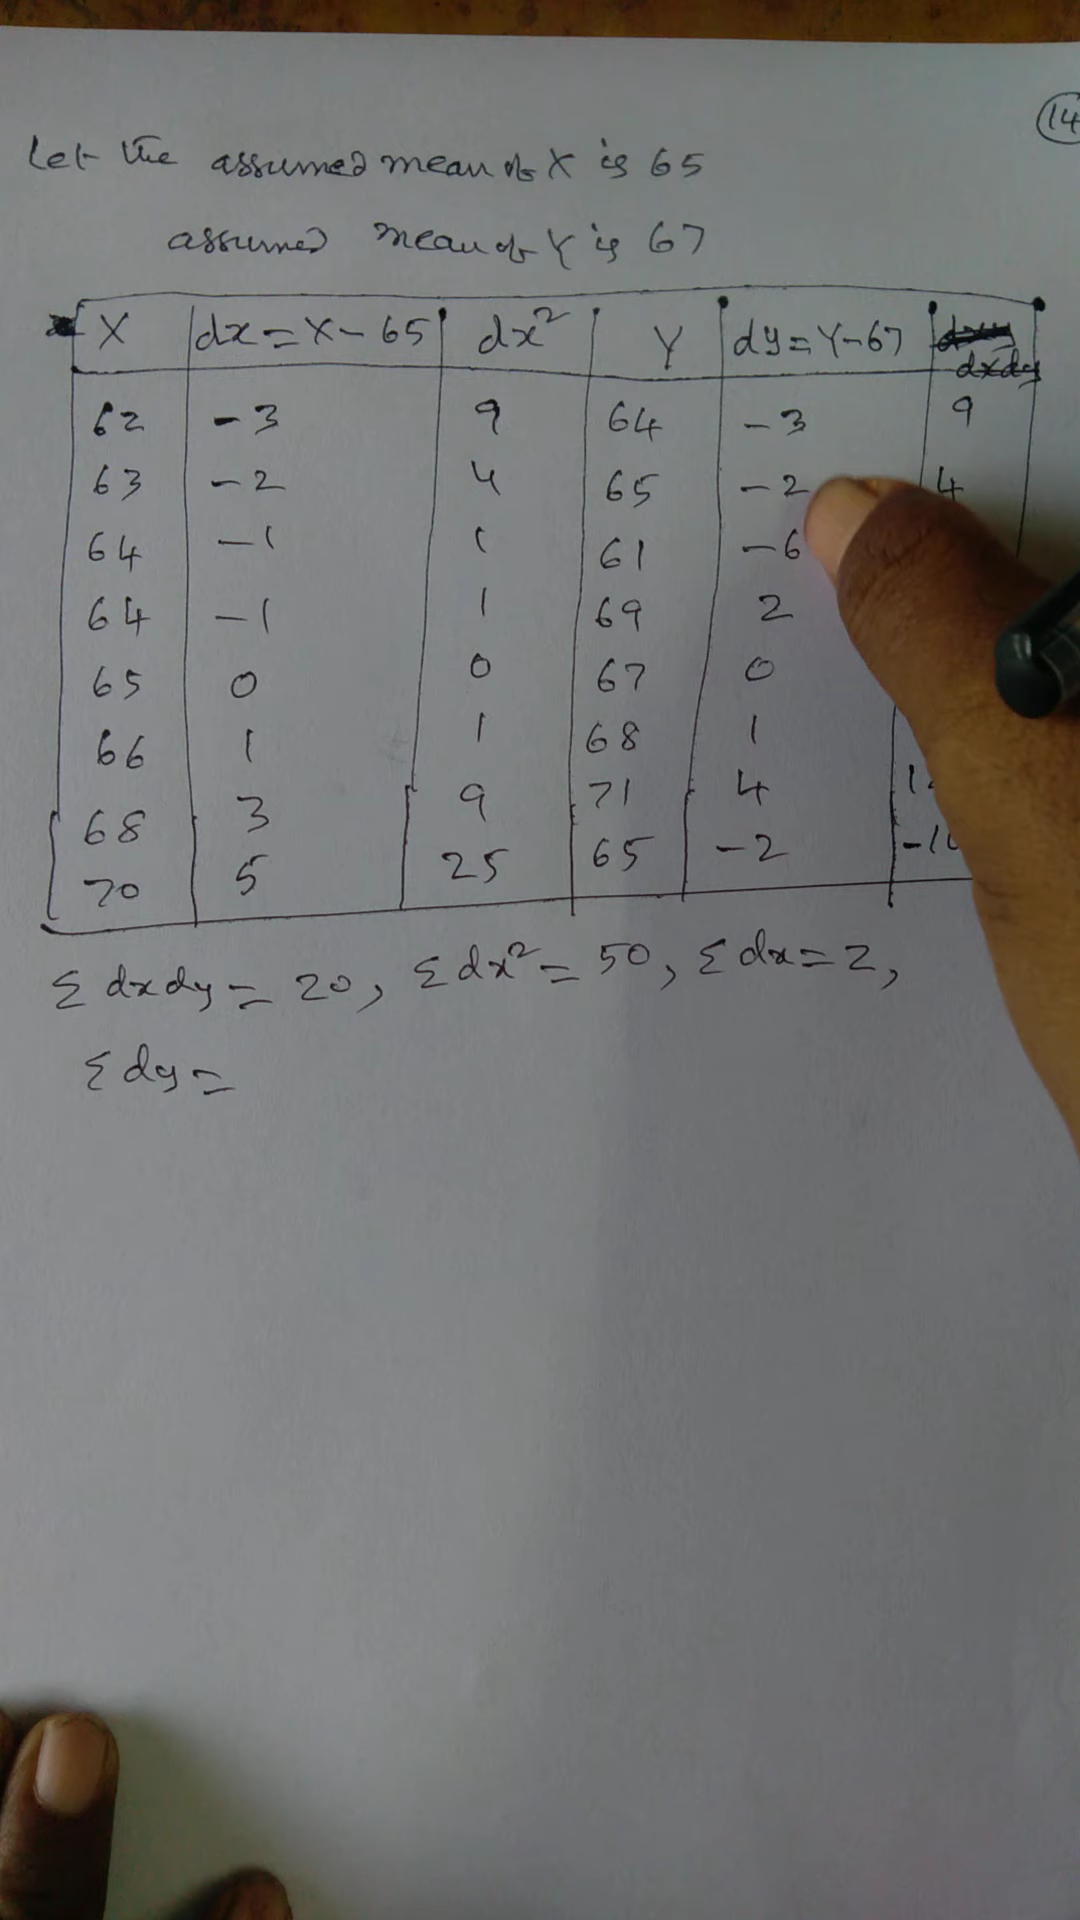 14
Let the assumed mean of X is 65
assumed mean of Y is 67
X dx = X - 65 dx² Y dy = Y - 67 dxdy
62 -3 9 64 -3 9
63 -2 4 65 -2 4
64 -1 1 61 -6
64 -1 1 69 2
65 0 0 67 0
66 1 1 68 1
68 3 9 71 4
70 5 25 65 -2
Σ dx dy = 20, Σ dx² = 50, Σ dx = 2,
Σ dy =